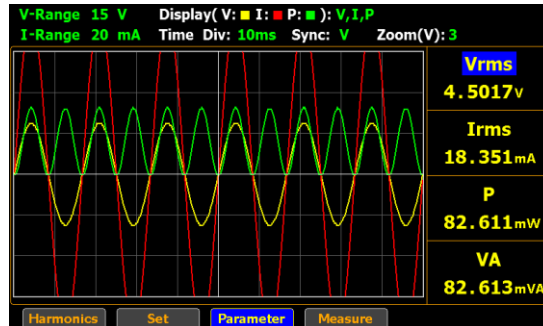 V-Range 15 V Display( V: I: P: ): V,I,P
I-Range 20 mA Time Div: 10ms Sync: V Zoom(V): 3
Vrms
4.5017V
Irms
18.351mA
P
82.611mW
VA
82.613mVA
Harmonics Set Parameter Measure